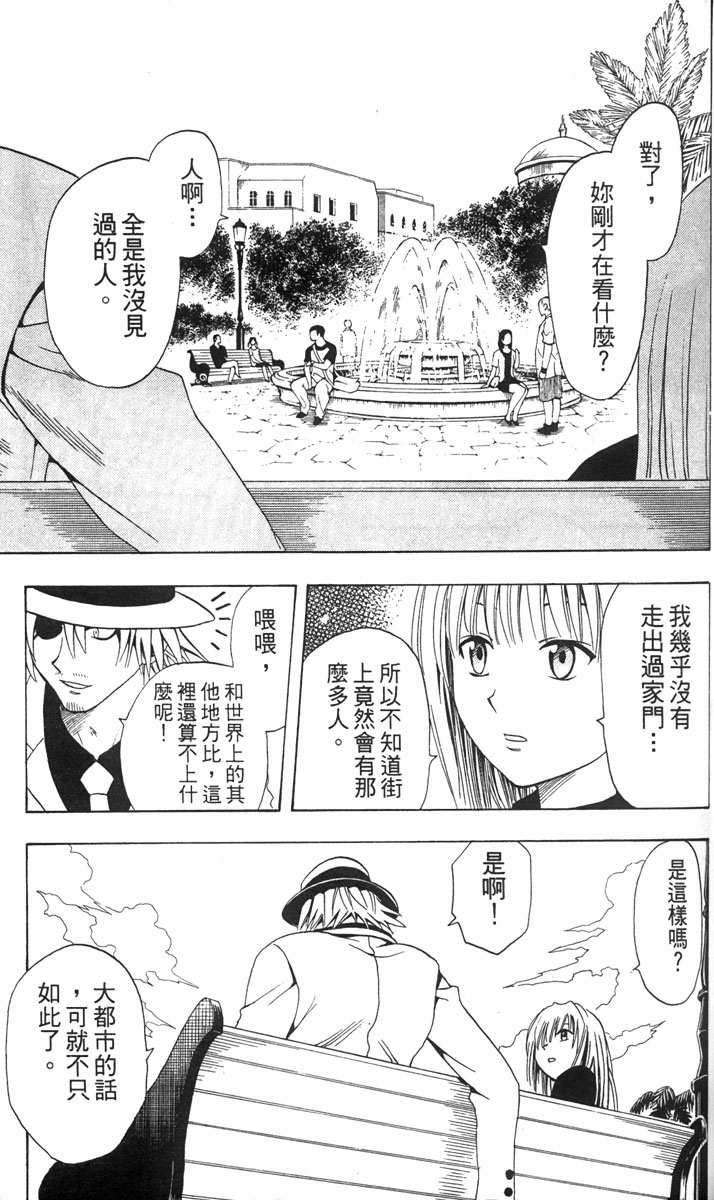 對了，
妳剛才在看什麼？
人啊…
全是我沒見
過的人。
我幾乎沒有
走出過家門…
所以不知道街
上竟然會有那
麼多人。
喂喂，
和世界上的其
他地方比，這
裡還算不上什
麼呢！
是這樣嗎？
是啊！
大都市的話
，可就不只
如此了。